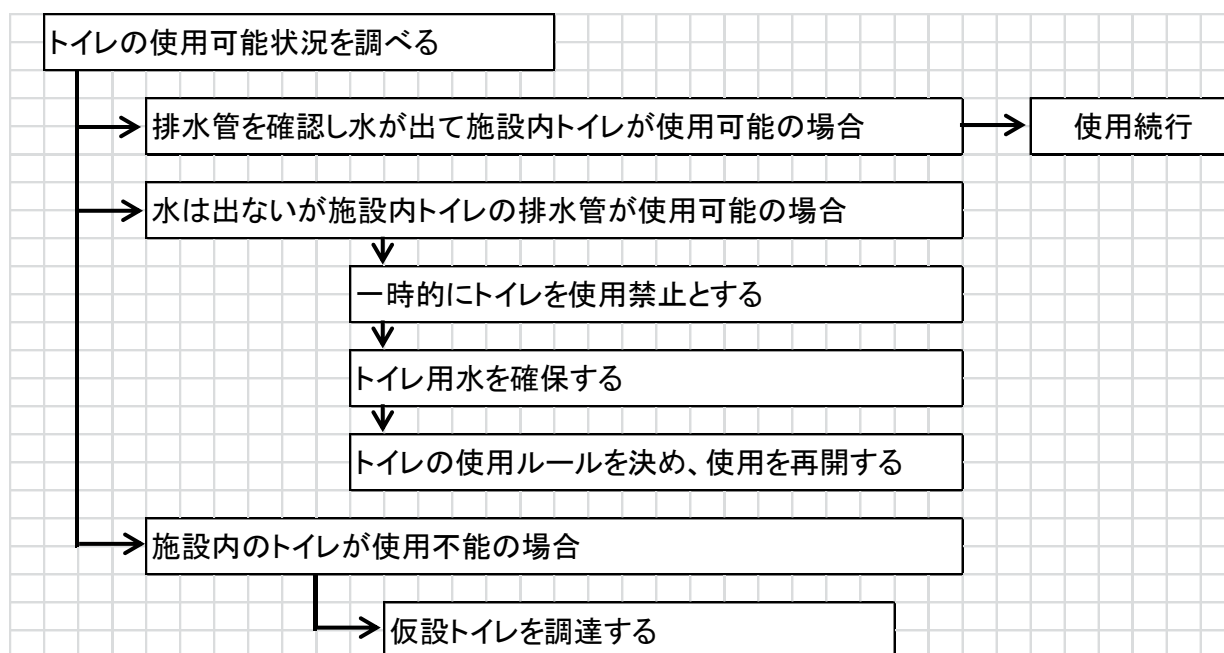 トイレの使用可能状況を調べる
排水管を確認し水が出て施設内トイレが使用可能の場合
使用続行
水は出ないが施設内トイレの排水管が使用可能の場合
一時的にトイレを使用禁止とする
トイレ用水を確保する
トイレの使用ルールを決め、使用を再開する
施設内のトイレが使用不能の場合
仮設トイレを調達する